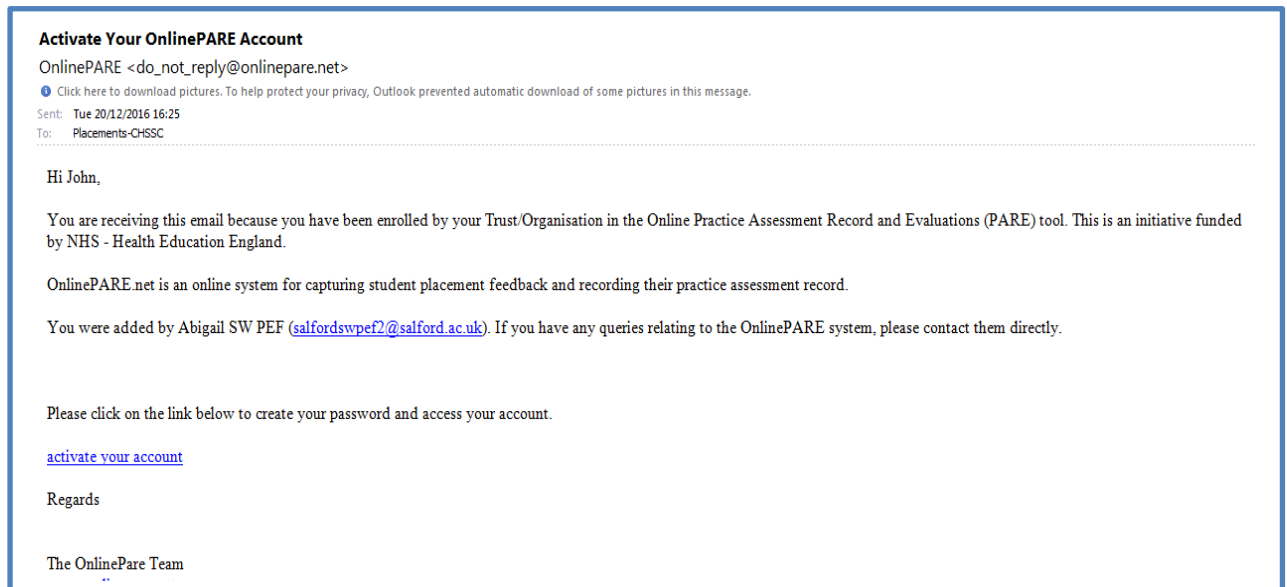 Activate Your OnlinePARE Account
OnlinePARE <do_not_reply@onlinepare.net>
Click here to download pictures. To help protect your privacy, Outlook prevented automatic download of some pictures in this message.
Sent: Tue 20/12/2016 16:25
To: Placements-CHSSC
Hi John,
You are receiving this email because you have been enrolled by your Trust/Organisation in the Online Practice Assessment Record and Evaluations (PARE) tool. This is an initiative funded
by NHS - Health Education England.
OnlinePARE.net is an online system for capturing student placement feedback and recording their practice assessment record.
You were added by Abigail SW PEF (salfordswpef2@salford.ac.uk). If you have any queries relating to the OnlinePARE system, please contact them directly.
Please click on the link below to create your password and access your account.
activate your account
Regards
The OnlinePare Team